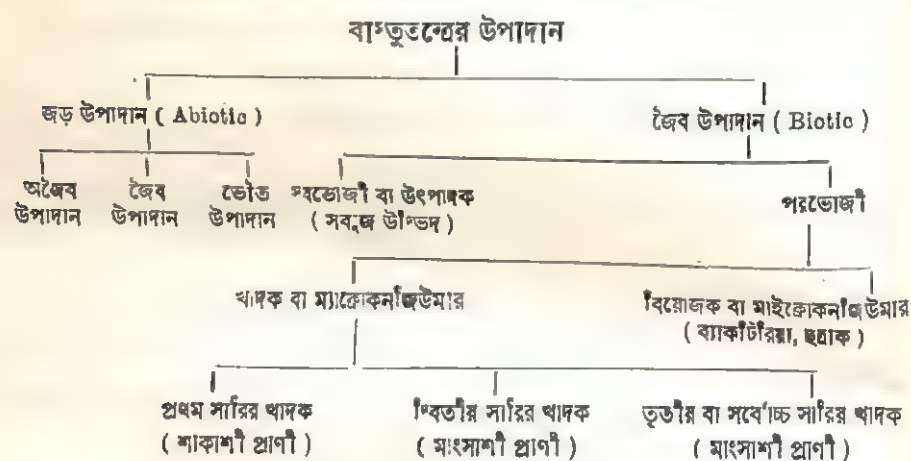 বাস্তুতন্ত্রের উপাদান
জড় উপাদান ( Abiotic )
জৈব উপাদান ( Biotic )
অজৈব
উপাদান
জৈব
উপাদান
ভৌত
উপাদান
স্বভোজী বা উৎপাদক
( সবুজ উদ্ভিদ )
পরভোজী
খাদক বা ম্যাক্রোকনজিউমার
বিয়োজক বা মাইক্রোকনজিউমার
( ব্যাকটিরিয়া, ছত্রাক )
প্রথম সারির খাদক
( শাকাশী প্রাণী )
দ্বিতীয় সারির খাদক
( মাংসাশী প্রাণী )
তৃতীয় বা সর্বোচ্চ সারির খাদক
( মাংসাশী প্রাণী )